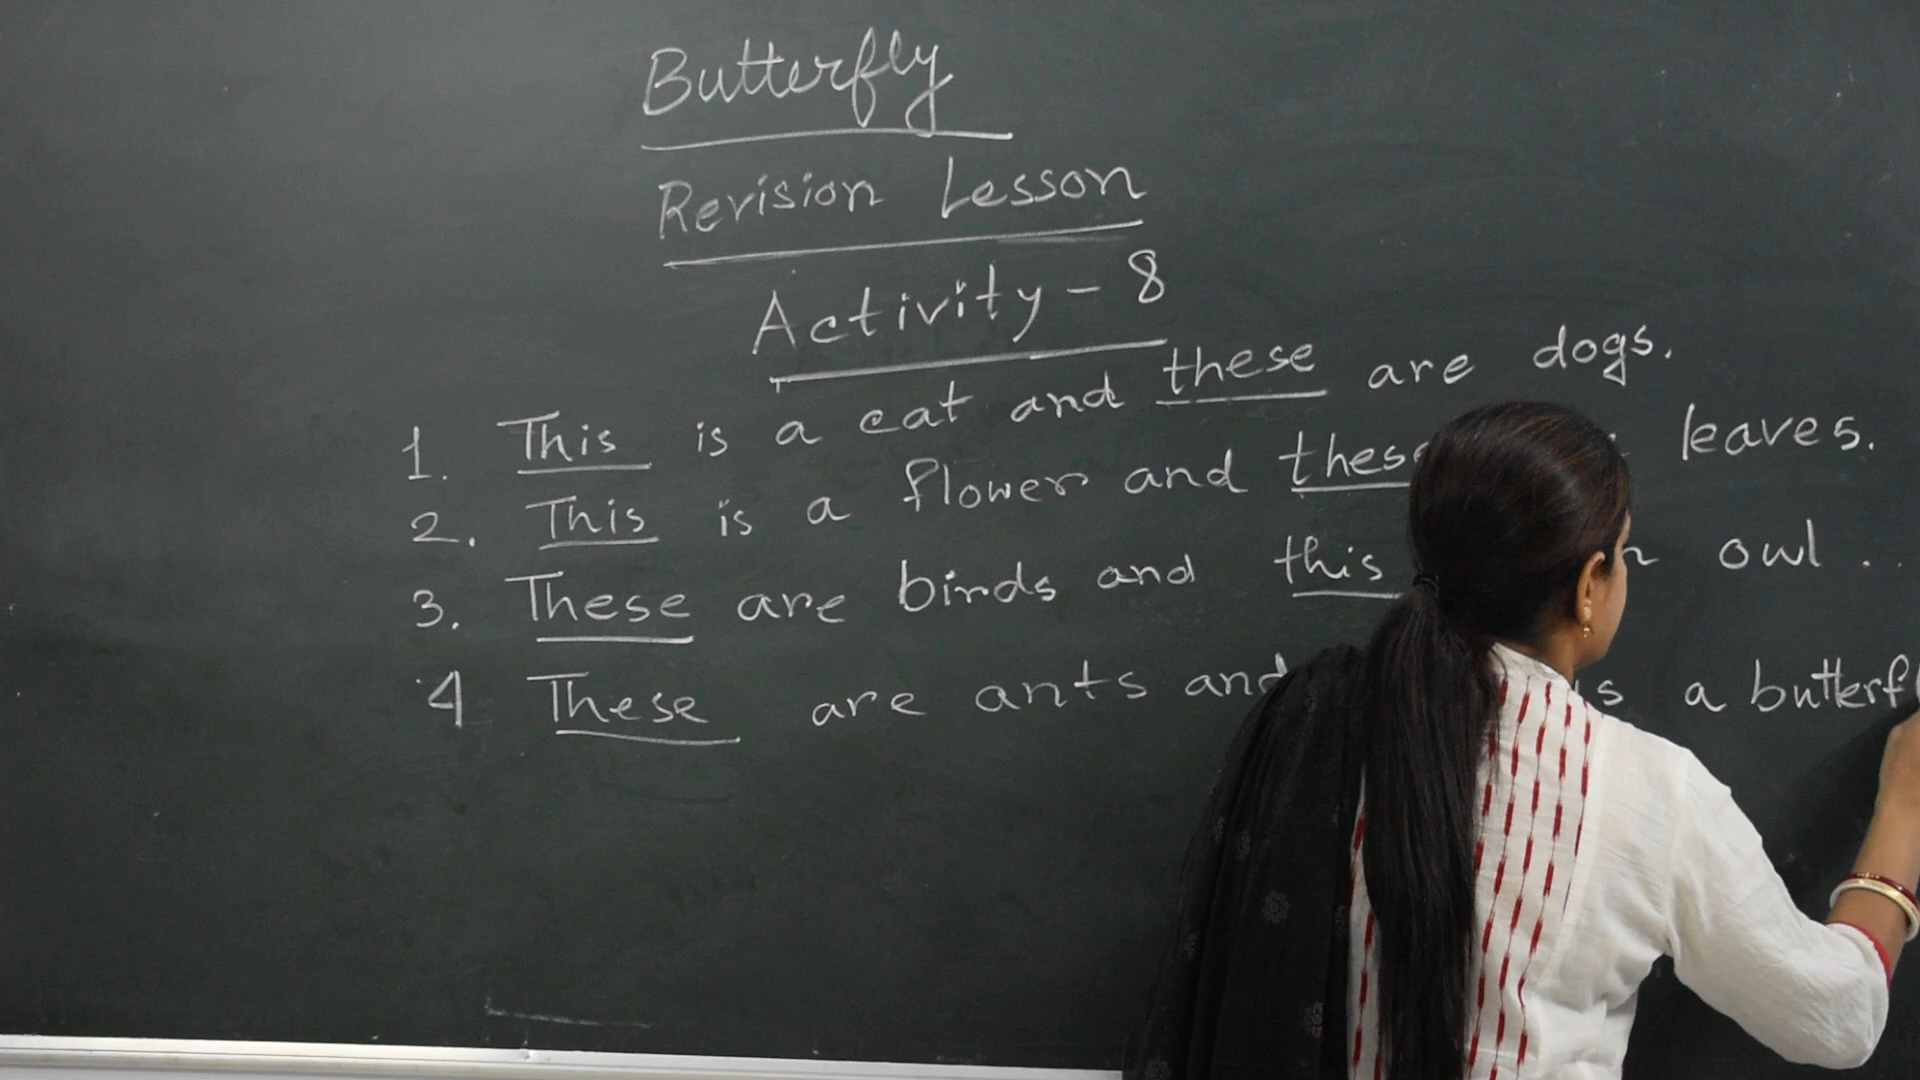 Butterfly
Revision Lesson
Activity - 8
1. This is a cat and these are dogs.
2. This is a flower and these leaves.
3. These are birds and this owl ..
4 These are ants and is a butterfl